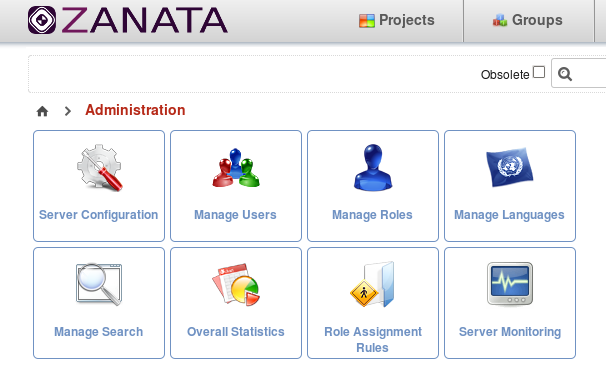 ZANATA
Projects
Groups
Obsolete
Administration
Server Configuration
Manage Users
Manage Roles
Manage Languages
Manage Search
Overall Statistics
Role Assignment
Rules
Server Monitoring